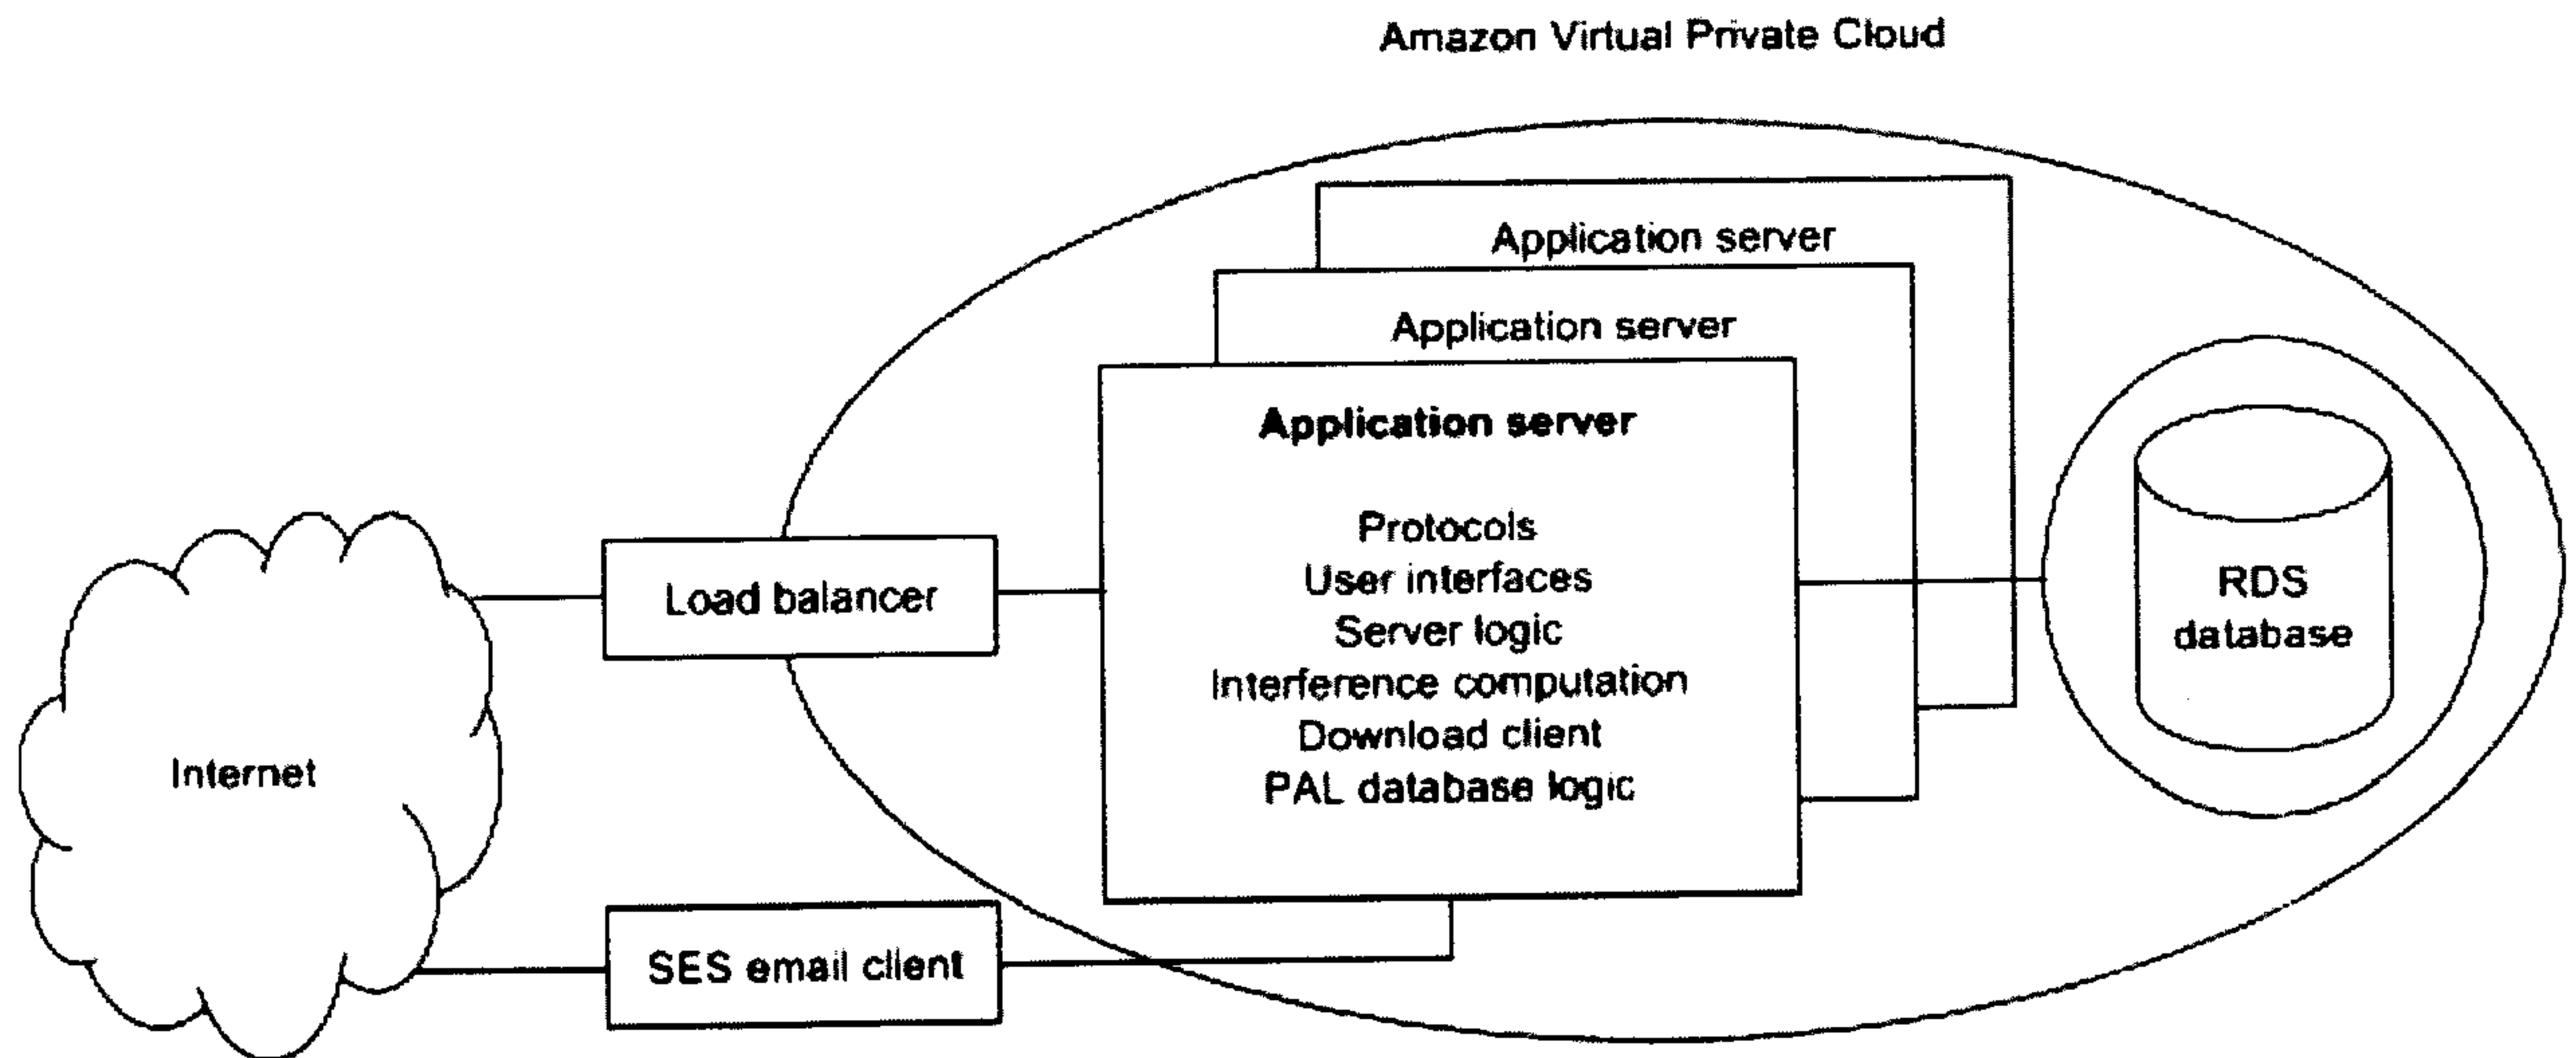 Amazon Virtual Private Cloud
Application server
Application server
Application server
Protocols
User interfaces
Server logic
Interference computation
Download client
PAL database logic
Load balancer
RDS
database
Internet
SES email client